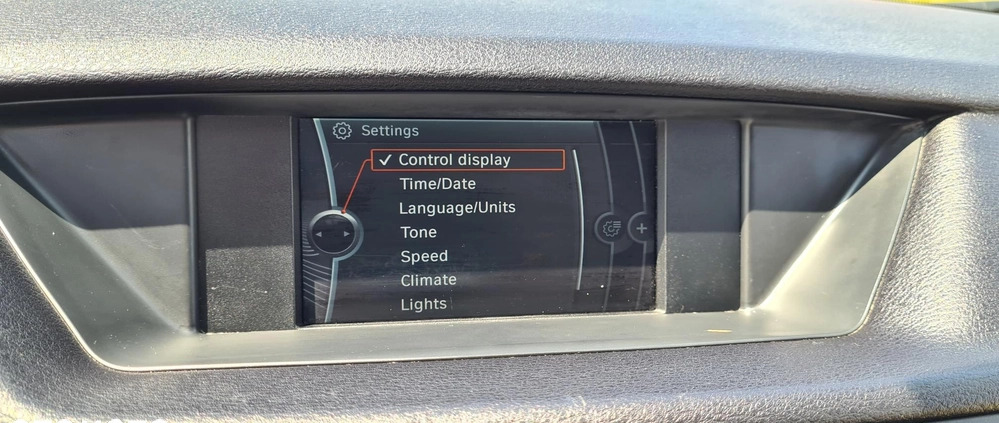 Settings
Control display
Time/Date
Language/Units
Tone
Speed
Climate
Lights